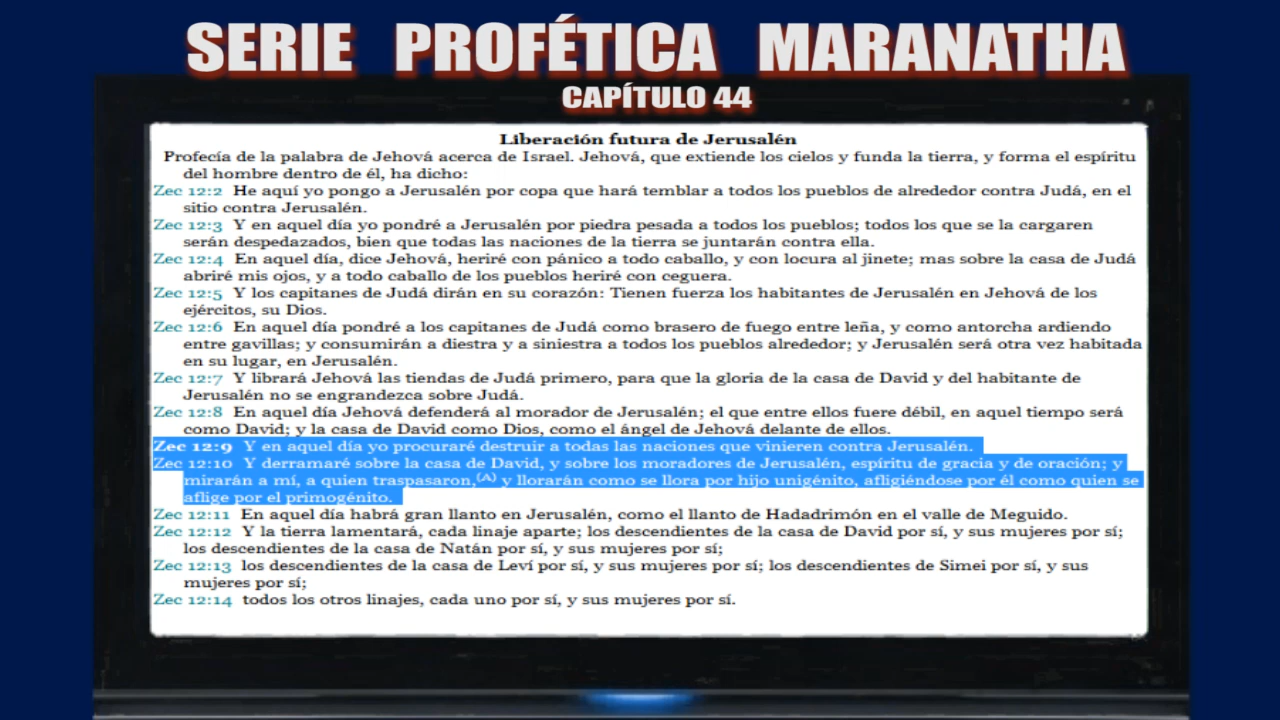 SERIE PROFÉTICA MARANATHA
CAPÍTULO 44
Liberación futura de Jerusalén
Profecía de la palabra de Jehová acerca de Israel. Jehová, que extiende los cielos y funda la tierra, y forma el espíritu
del hombre dentro de él, ha dicho:
Zec 12:2 He aquí yo pongo a Jerusalén por copa que hará temblar a todos los pueblos de alrededor contra Judá, en el
sitio contra Jerusalén.
Zec 12:3 Y en aquel día yo pondré a Jerusalén por piedra pesada a todos los pueblos; todos los que se la cargaren
serán despedazados, bien que todas las naciones de la tierra se juntarán contra ella.
Zec 12:4 En aquel día, dice Jehová, heriré con pánico a todo caballo, y con locura al jinete; mas sobre la casa de Judá
abriré mis ojos, y a todo caballo de los pueblos heriré con ceguera.
Zec 12:5 Y los capitanes de Judá dirán en su corazón: Tienen fuerza los habitantes de Jerusalén en Jehová de los
ejércitos, su Dios.
Zec 12:6 En aquel día pondré a los capitanes de Judá como brasero de fuego entre leña, y como antorcha ardiendo
entre gavillas; y consumirán a diestra y a siniestra a todos los pueblos alrededor; y Jerusalén será otra vez habitada
en su lugar, en Jerusalén.
Zec 12:7 Y librará Jehová las tiendas de Judá primero, para que la gloria de la casa de David y del habitante de
Jerusalén no se engrandezca sobre Judá.
Zec 12:8 En aquel día Jehová defenderá al morador de Jerusalén; el que entre ellos fuere débil, en aquel tiempo será
como David; y la casa de David como Dios, como el ángel de Jehová delante de ellos.
Zec 12:9 Y en aquel día yo procuraré destruir a todas las naciones que vinieren contra Jerusalén.
Zec 12:10 Y derramaré sobre la casa de David, y sobre los moradores de Jerusalén, espíritu de gracia y de oración; y
mirarán a mí, a quien traspasaron,(A) y llorarán como se llora por hijo unigénito, afligiéndose por él como quien se
aflige por el primogénito.
Zec 12:11 En aquel día habrá gran llanto en Jerusalén, como el llanto de Hadadrimón en el valle de Meguido.
Zec 12:12 Y la tierra lamentará, cada linaje aparte; los descendientes de la casa de David por sí, y sus mujeres por sí;
los descendientes de la casa de Natán por sí, y sus mujeres por sí;
Zec 12:13 los descendientes de la casa de Leví por sí, y sus mujeres por sí; los descendientes de Simei por sí, y sus
mujeres por sí;
Zec 12:14 todos los otros linajes, cada uno por sí, y sus mujeres por sí.